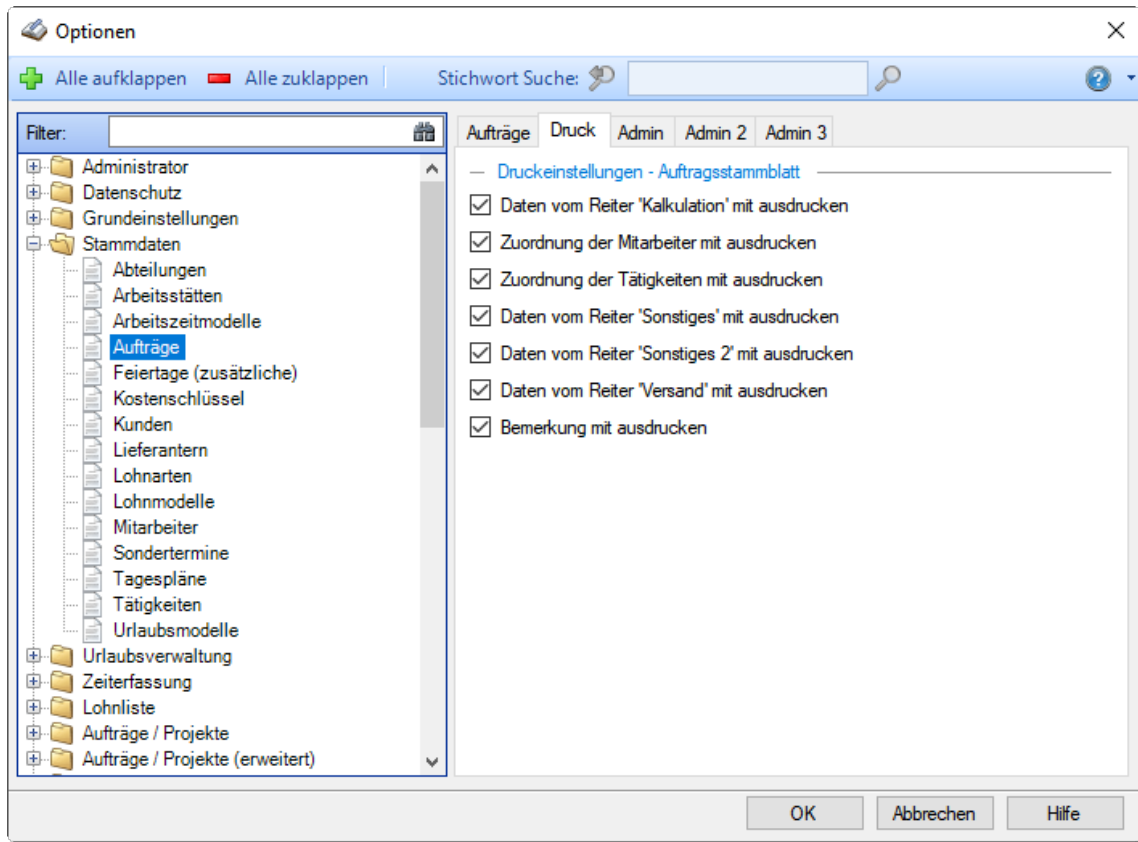 Optionen
Alle aufklappen Alle zuklappen Stichwort Suche:
Filter:
Administrator
Datenschutz
Grundeinstellungen
Stammdaten
Abteilungen
Arbeitsstätten
Arbeitszeitmodelle
Aufträge
Feiertage (zusätzliche)
Kostenschlüssel
Kunden
Lieferantern
Lohnarten
Lohnmodelle
Mitarbeiter
Sondertermine
Tagespläne
Tätigkeiten
Urlaubsmodelle
Urlaubsverwaltung
Zeiterfassung
Lohnliste
Aufträge / Projekte
Aufträge / Projekte (erweitert)
Aufträge Druck Admin Admin 2 Admin 3
Druckeinstellungen - Auftragsstammblatt
Daten vom Reiter 'Kalkulation' mit ausdrucken
Zuordnung der Mitarbeiter mit ausdrucken
Zuordnung der Tätigkeiten mit ausdrucken
Daten vom Reiter 'Sonstiges' mit ausdrucken
Daten vom Reiter 'Sonstiges 2' mit ausdrucken
Daten vom Reiter 'Versand' mit ausdrucken
Bemerkung mit ausdrucken
OK Abbrechen Hilfe